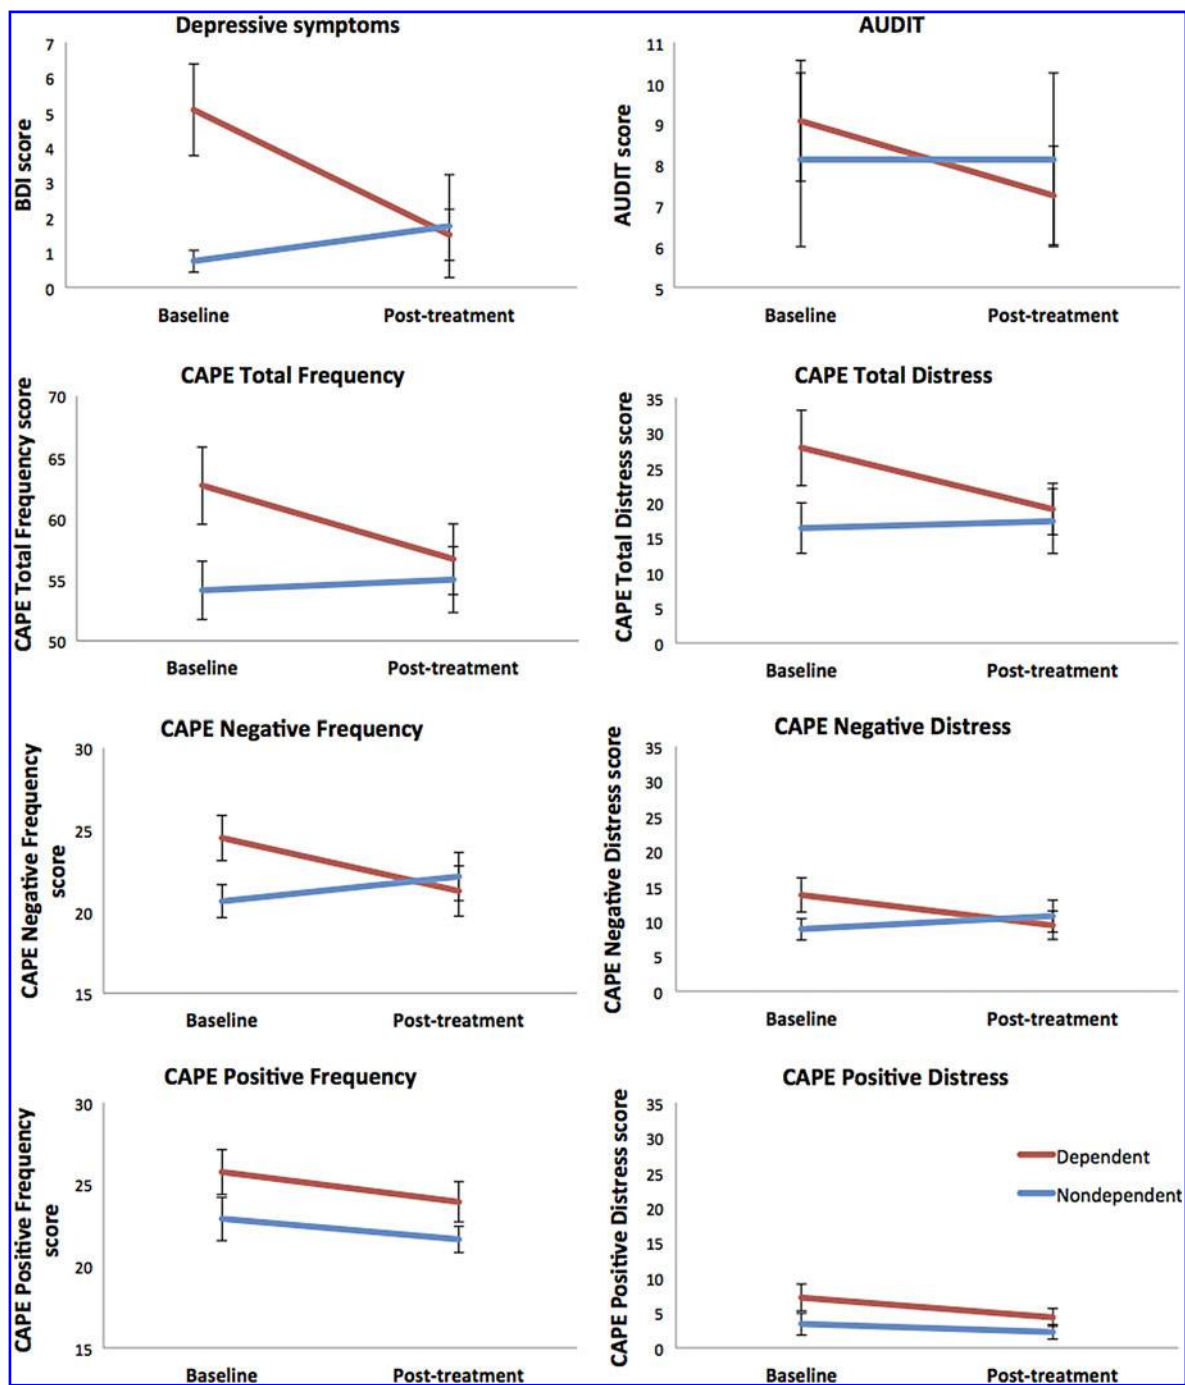 Depressive symptoms
BDI score
7
6
5
4
3
2
1
0
Baseline
Post-treatment
AUDIT
AUDIT score
11
10
9
8
7
6
5
Baseline
Post-treatment
CAPE Total Frequency
CAPE Total Frequency score
70
65
60
55
50
Baseline
Post-treatment
CAPE Total Distress
CAPE Total Distress score
35
30
25
20
15
10
5
0
Baseline
Post-treatment
CAPE Negative Frequency
CAPE Negative Frequency
score
30
25
20
15
Baseline
Post-treatment
CAPE Negative Distress
CAPE Negative Distress score
35
30
25
20
15
10
5
0
Baseline
Post-treatment
CAPE Positive Frequency
CAPE Positive Frequency
score
30
25
20
15
Baseline
Post-treatment
CAPE Positive Distress
CAPE Positive Distress score
35
30
25
20
15
10
5
0
Dependent
Nondependent
Baseline
Post-treatment